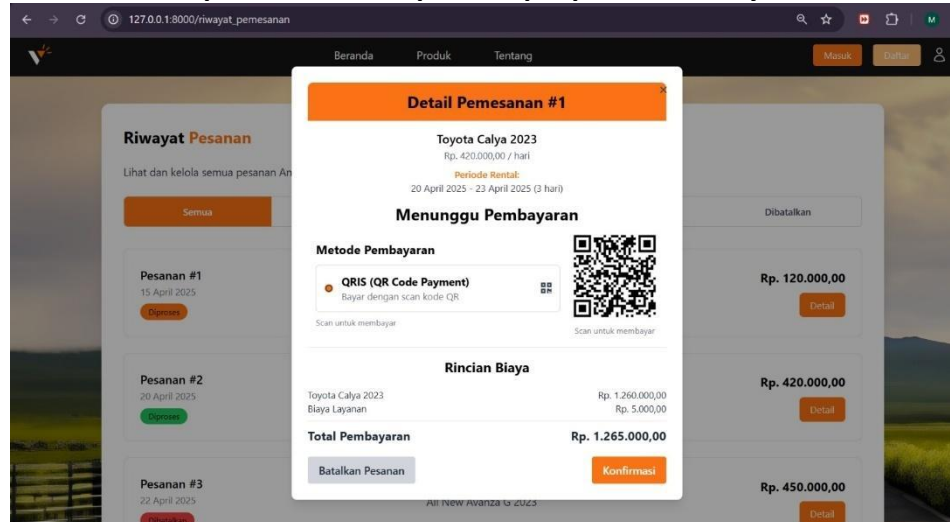 127.0.0.1:8000/riwayat_pemesanan
M
Beranda Produk Tentang Masuk Daftar
Detail Pemesanan #1
×
Toyota Calya 2023
Rp. 420.000,00 / hari
Periode Rental:
20 April 2025 - 23 April 2025 (3 hari)
Menunggu Pembayaran
Metode Pembayaran
QRIS (QR Code Payment)
Bayar dengan scan kode QR
Scan untuk membayar
Scan untuk membayar
Rincian Biaya
Toyota Calya 2023 Rp. 1.260.000,00
Biaya Layanan Rp. 5.000,00
Total Pembayaran Rp. 1.265.000,00
Batalkan Pesanan Konfirmasi
Riwayat Pesanan
Lihat dan kelola semua pesanan An
Semua Dibatalkan
Pesanan #1 Rp. 120.000,00
15 April 2025
Diproses Detail
Pesanan #2 Rp. 420.000,00
20 April 2025
Diproses Detail
Pesanan #3 Rp. 450.000,00
22 April 2025 All New Avanza G 2023
Dibatalkan Detail